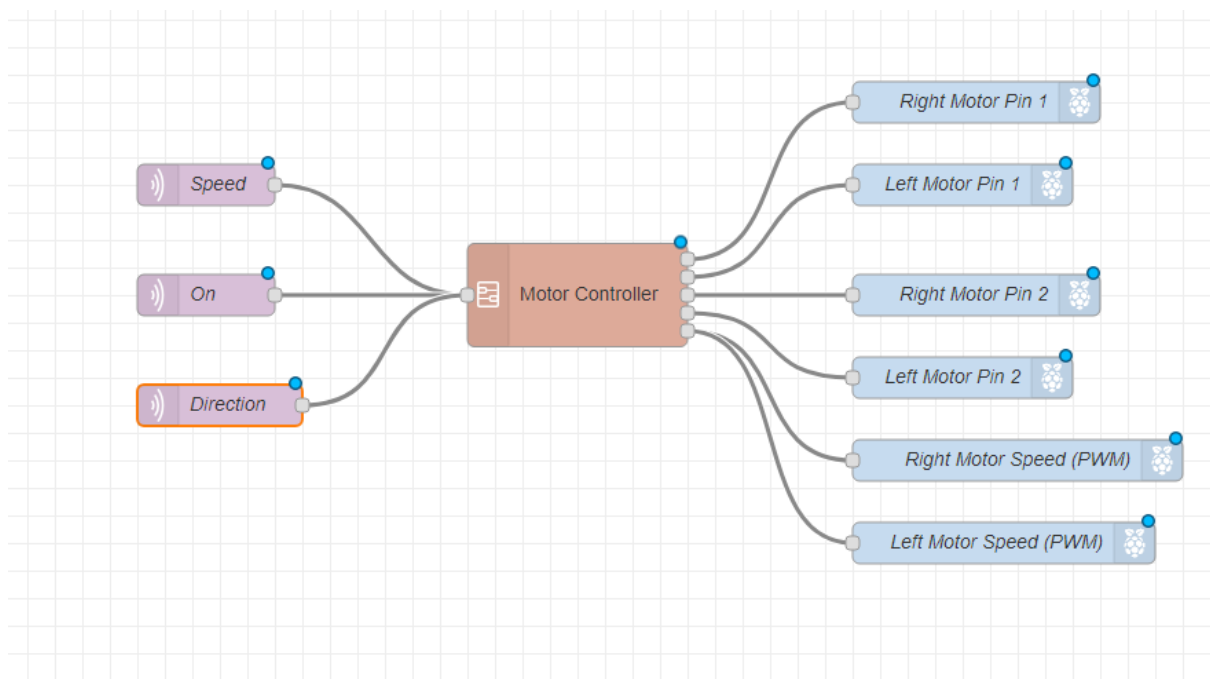 Speed
On
Direction
Motor Controller
Right Motor Pin 1
Left Motor Pin 1
Right Motor Pin 2
Left Motor Pin 2
Right Motor Speed (PWM)
Left Motor Speed (PWM)